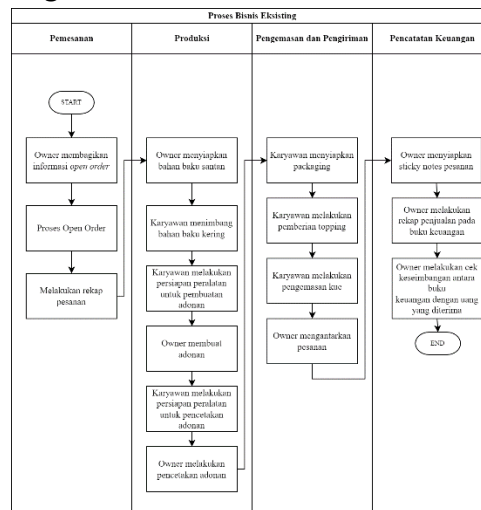 Proses Bisnis Eksisting
Pemesanan
Produksi
Pengemasan dan Pengiriman
Pencatatan Keuangan
START
Owner membagikan
informasi open order
Proses Open Order
Melakukan rekap
pesanan
Owner menyiapkan
bahan baku santan
Karyawan menimbang
bahan baku kering
Karyawan melakukan
persiapan peralatan
untuk pembuatan
adonan
Owner membuat
adonan
Karyawan melakukan
persiapan peralatan
untuk pencetakan
adonan
Owner melakukan
pencetakan adonan
Karyawan menyiapkan
packaging
Karyawan melakukan
pemberian topping
Karyawan melakukan
pengemasan kue
Owner mengantarkan
pesanan
Owner menyiapkan
sticky notes pesanan
Owner melakukan
rekap penjualan pada
buku keuangan
Owner melakukan cek
keseimbangan antara
buku
keuangan dengan uang
yang diterima
END